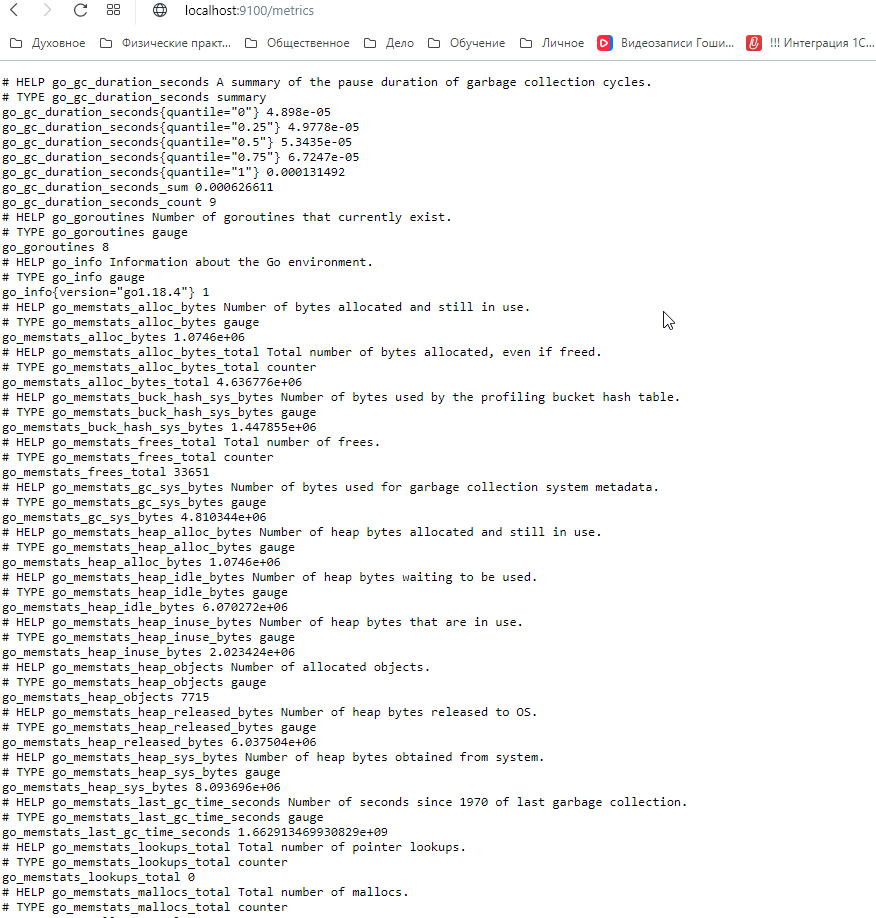 localhost:9100/metrics
Духовное Физические практ... Общественное Дело Обучение Личное Видеозаписи Гоши... !!! Интеграция 1С...
# HELP go_gc_duration_seconds A summary of the pause duration of garbage collection cycles.
# TYPE go_gc_duration_seconds summary
go_gc_duration_seconds{quantile="0"} 4.898e-05
go_gc_duration_seconds{quantile="0.25"} 4.9778e-05
go_gc_duration_seconds{quantile="0.5"} 5.3435e-05
go_gc_duration_seconds{quantile="0.75"} 6.7247e-05
go_gc_duration_seconds{quantile="1"} 0.000131492
go_gc_duration_seconds_sum 0.000626611
go_gc_duration_seconds_count 9
# HELP go_goroutines Number of goroutines that currently exist.
# TYPE go_goroutines gauge
go_goroutines 8
# HELP go_info Information about the Go environment.
# TYPE go_info gauge
go_info{version="go1.18.4"} 1
# HELP go_memstats_alloc_bytes Number of bytes allocated and still in use.
# TYPE go_memstats_alloc_bytes gauge
go_memstats_alloc_bytes 1.0746e+06
# HELP go_memstats_alloc_bytes_total Total number of bytes allocated, even if freed.
# TYPE go_memstats_alloc_bytes_total counter
go_memstats_alloc_bytes_total 4.636776e+06
# HELP go_memstats_buck_hash_sys_bytes Number of bytes used by the profiling bucket hash table.
# TYPE go_memstats_buck_hash_sys_bytes gauge
go_memstats_buck_hash_sys_bytes 1.447855e+06
# HELP go_memstats_frees_total Total number of frees.
# TYPE go_memstats_frees_total counter
go_memstats_frees_total 33651
# HELP go_memstats_gc_sys_bytes Number of bytes used for garbage collection system metadata.
# TYPE go_memstats_gc_sys_bytes gauge
go_memstats_gc_sys_bytes 4.810344e+06
# HELP go_memstats_heap_alloc_bytes Number of heap bytes allocated and still in use.
# TYPE go_memstats_heap_alloc_bytes gauge
go_memstats_heap_alloc_bytes 1.0746e+06
# HELP go_memstats_heap_idle_bytes Number of heap bytes waiting to be used.
# TYPE go_memstats_heap_idle_bytes gauge
go_memstats_heap_idle_bytes 6.070272e+06
# HELP go_memstats_heap_inuse_bytes Number of heap bytes that are in use.
# TYPE go_memstats_heap_inuse_bytes gauge
go_memstats_heap_inuse_bytes 2.023424e+06
# HELP go_memstats_heap_objects Number of allocated objects.
# TYPE go_memstats_heap_objects gauge
go_memstats_heap_objects 7715
# HELP go_memstats_heap_released_bytes Number of heap bytes released to OS.
# TYPE go_memstats_heap_released_bytes gauge
go_memstats_heap_released_bytes 6.037504e+06
# HELP go_memstats_heap_sys_bytes Number of heap bytes obtained from system.
# TYPE go_memstats_heap_sys_bytes gauge
go_memstats_heap_sys_bytes 8.093696e+06
# HELP go_memstats_last_gc_time_seconds Number of seconds since 1970 of last garbage collection.
# TYPE go_memstats_last_gc_time_seconds gauge
go_memstats_last_gc_time_seconds 1.662913469930829e+09
# HELP go_memstats_lookups_total Total number of pointer lookups.
# TYPE go_memstats_lookups_total counter
go_memstats_lookups_total 0
# HELP go_memstats_mallocs_total Total number of mallocs.
# TYPE go_memstats_mallocs_total counter